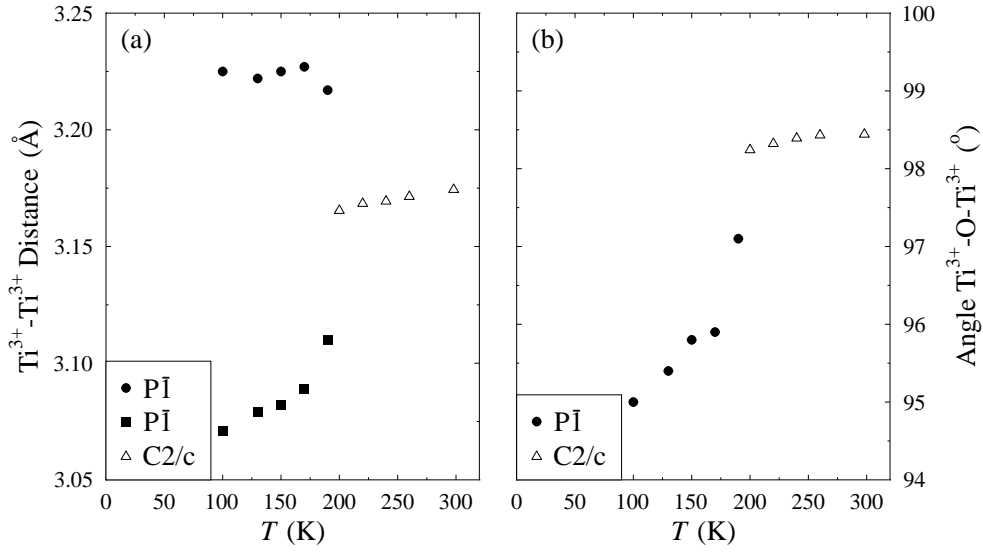 (a)
3.25
3.20
3.15
3.10
3.05
Ti³⁺-Ti³⁺ Distance (Å)
P1̄
P1̄
C2/c
0 50 100 150 200 250 300
T (K)
(b)
100
99
98
97
96
95
94
Angle Ti³⁺-O-Ti³⁺ (°)
P1̄
C2/c
0 50 100 150 200 250 300
T (K)